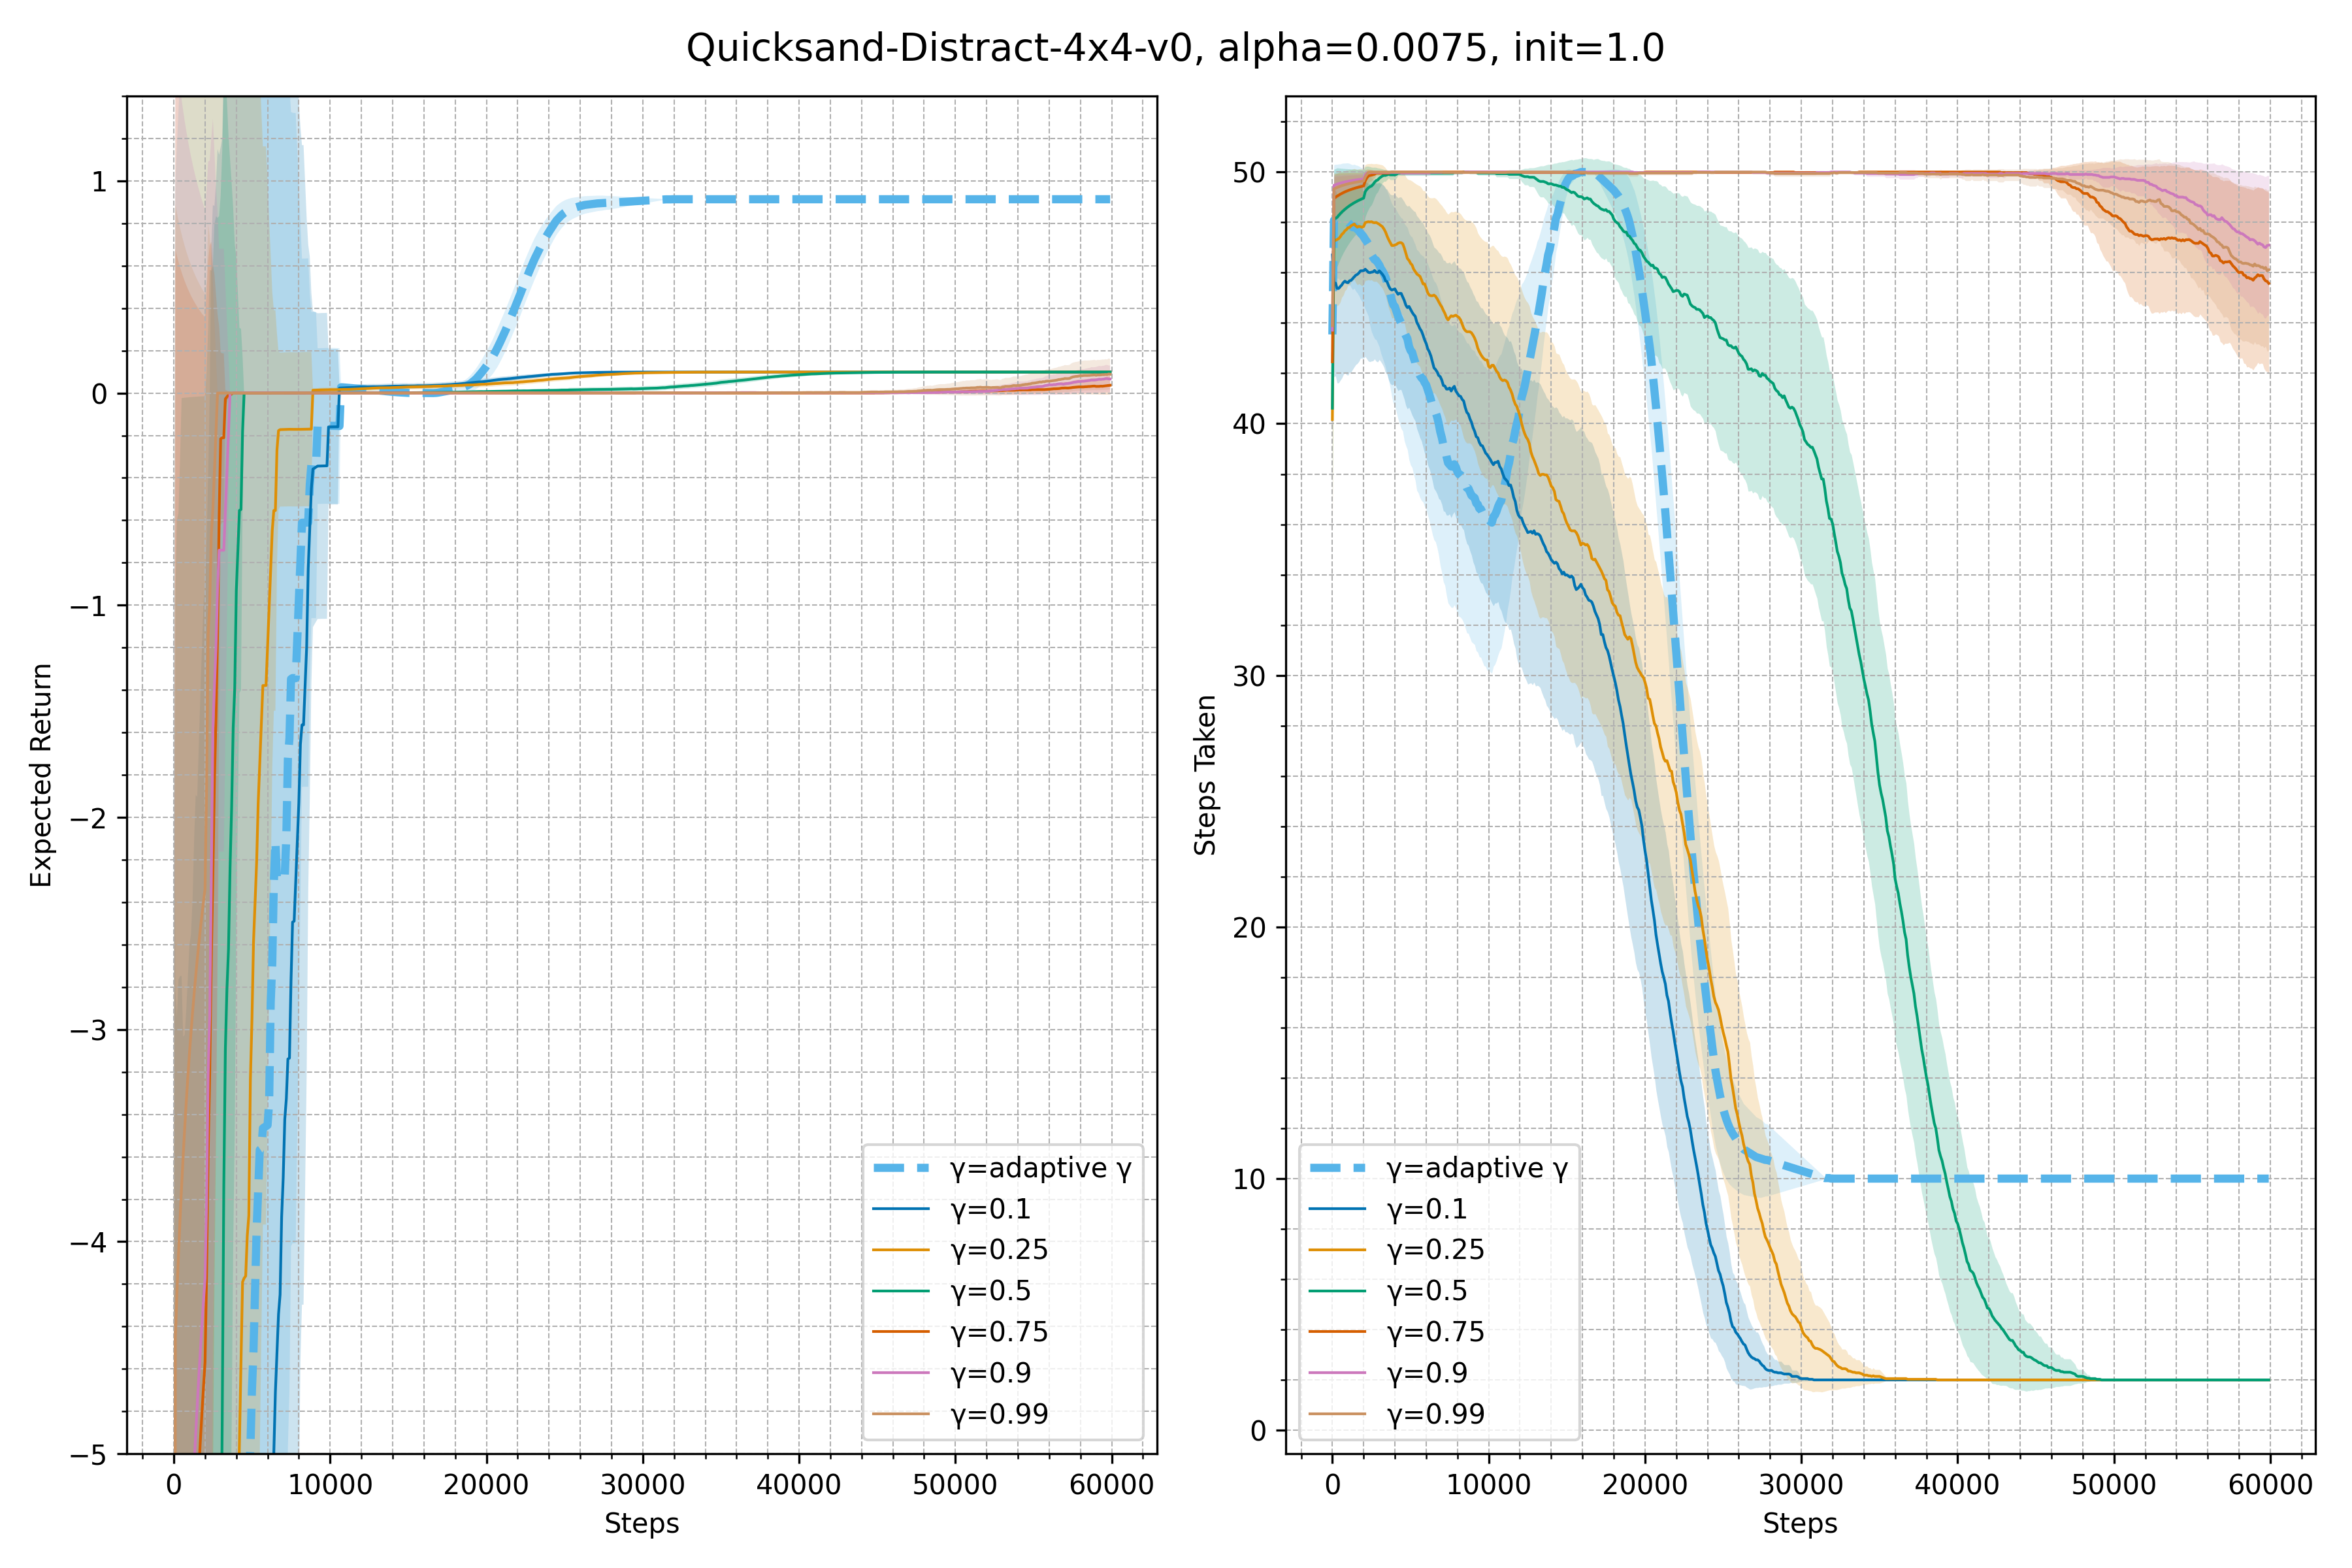 Quicksand-Distract-4x4-v0, alpha=0.0075, init=1.0
Expected Return
1
0
−1
−2
−3
−4
−5
0
10000
20000
30000
40000
50000
60000
Steps
γ=adaptive γ
γ=0.1
γ=0.25
γ=0.5
γ=0.75
γ=0.9
γ=0.99
Steps Taken
50
40
30
20
10
0
0
10000
20000
30000
40000
50000
60000
Steps
γ=adaptive γ
γ=0.1
γ=0.25
γ=0.5
γ=0.75
γ=0.9
γ=0.99